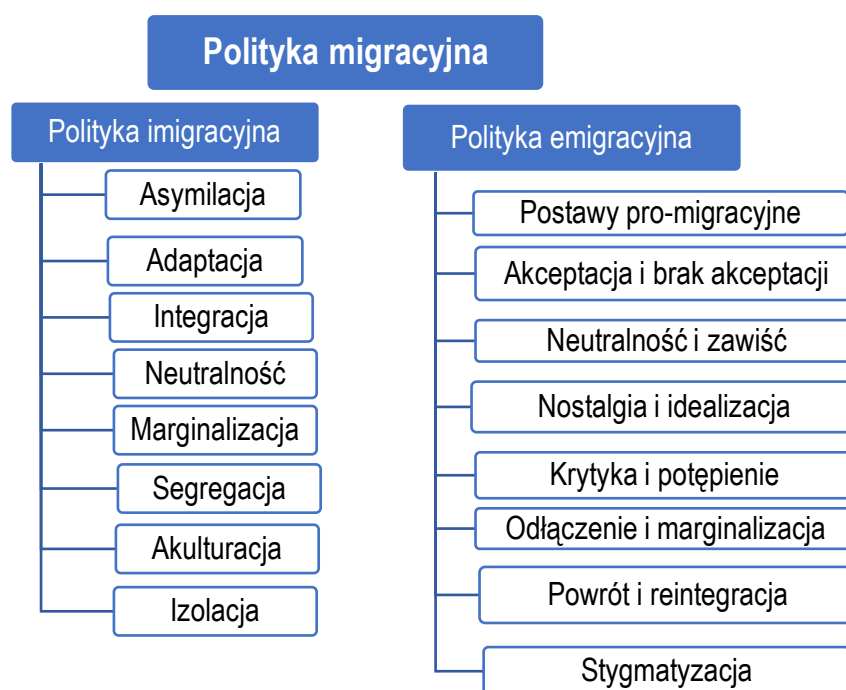 Polityka migracyjna
Polityka imigracyjna
Asymilacja
Adaptacja
Integracja
Neutralność
Marginalizacja
Segregacja
Akulturacja
Izolacja
Polityka emigracyjna
Postawy pro-migracyjne
Akceptacja i brak akceptacji
Neutralność i zawiść
Nostalgia i idealizacja
Krytyka i potępienie
Odłączenie i marginalizacja
Powrót i reintegracja
Stygmatyzacja